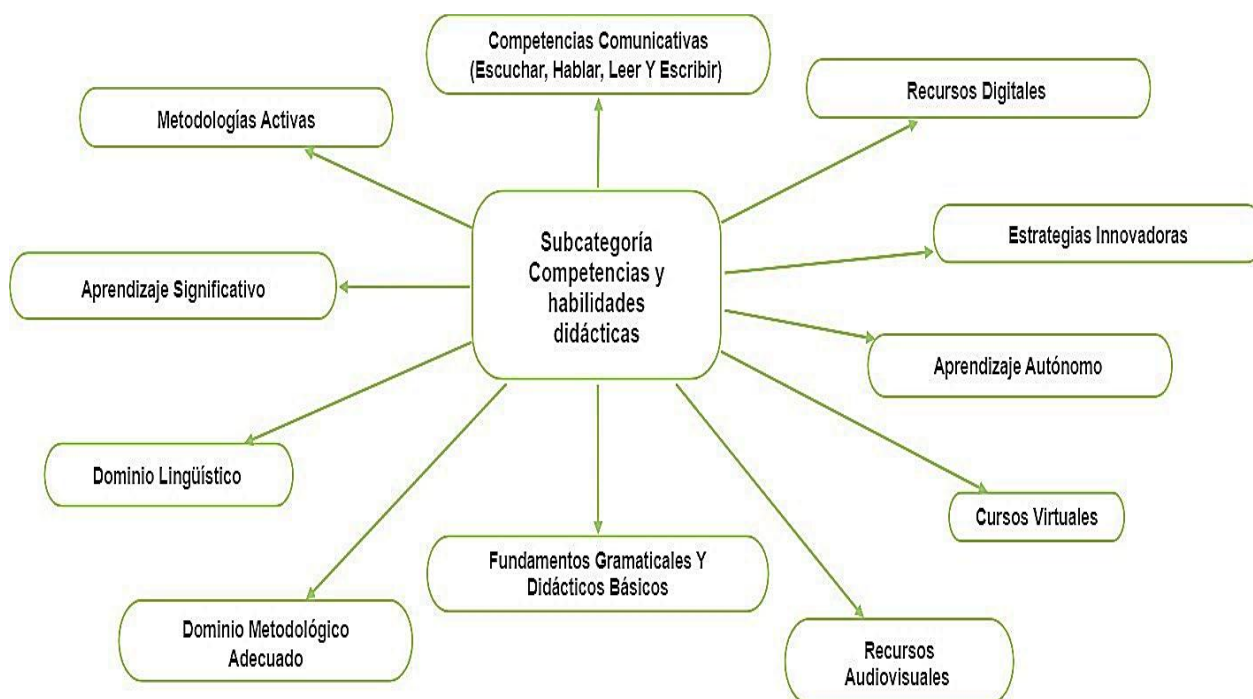 Competencias Comunicativas
(Escuchar, Hablar, Leer Y Escribir)
Recursos Digitales
Metodologías Activas
Estrategias Innovadoras
Subcategoría
Competencias y
habilidades
didácticas
Aprendizaje Significativo
Aprendizaje Autónomo
Dominio Lingüístico
Cursos Virtuales
Fundamentos Gramaticales Y
Didácticos Básicos
Dominio Metodológico
Adecuado
Recursos
Audiovisuales